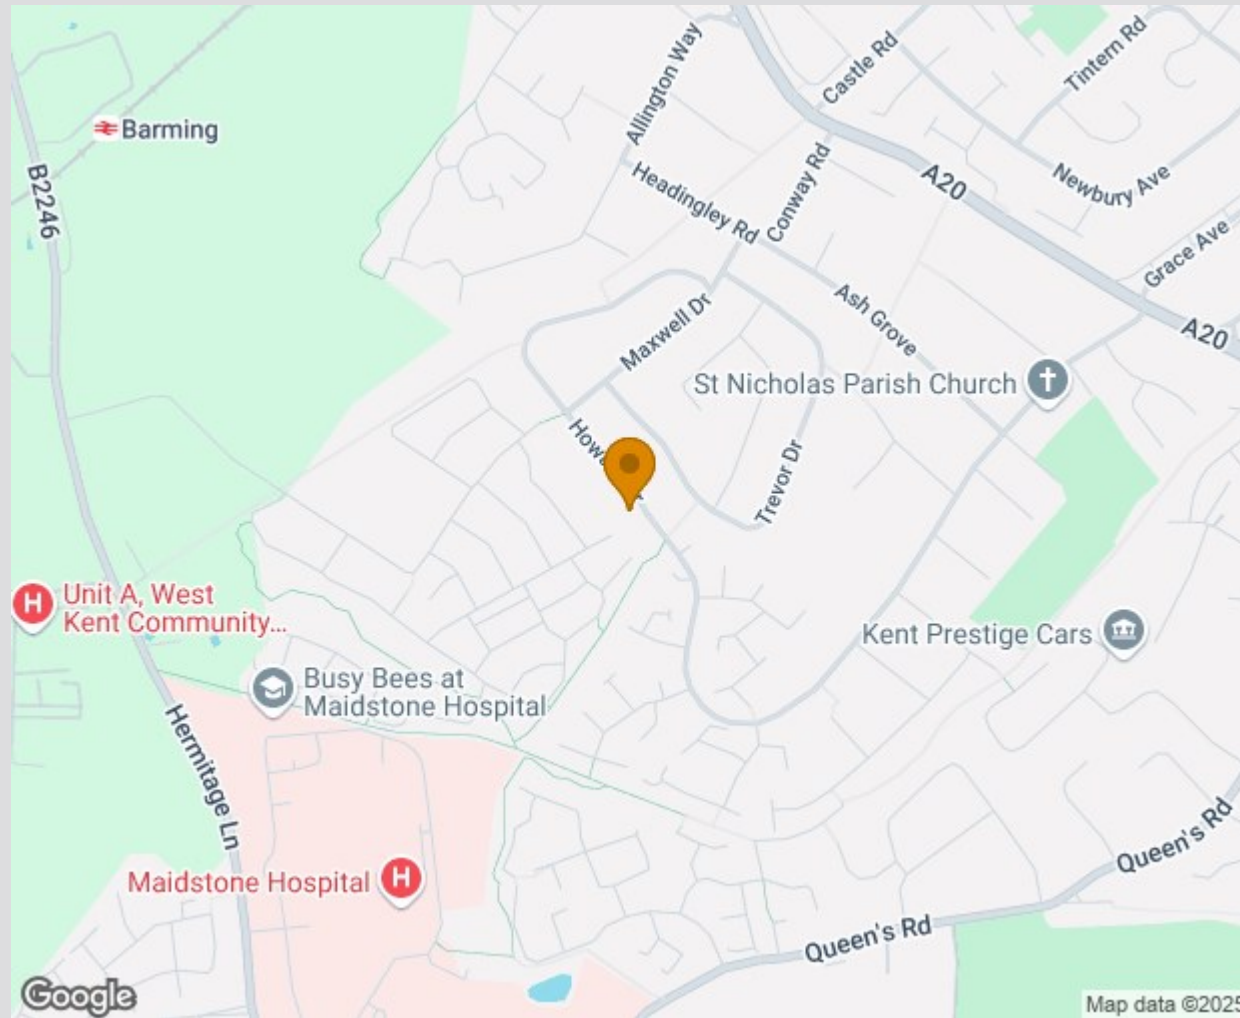 Allington Way
Castle Rd
Tintern Rd
Barming
B2246
Headingley Rd
Conway Rd
A20
Newbury Ave
Grace Ave
Maxwell Dr
Ash Grove
A20
St Nicholas Parish Church
Trevor Dr
Unit A, West
Kent Community...
Kent Prestige Cars
Busy Bees at
Maidstone Hospital
Hermitage Ln
Maidstone Hospital
Queen's Rd
Queen's Rd
Google
Map data ©2025